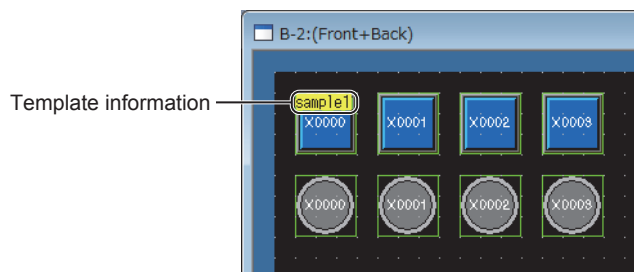 B-2:(Front+Back)
Template information
sample1
X0000 X0001 X0002 X0003
X0000 X0001 X0002 X0003